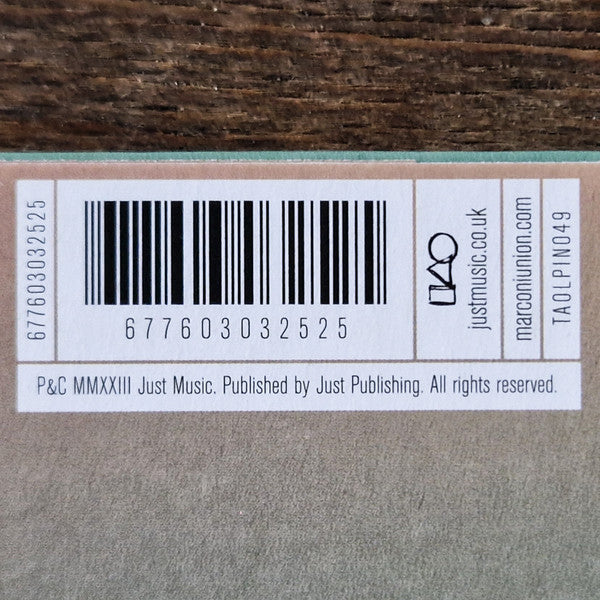 677603032525
677603032525
justmusic.co.uk
marconiunion.com
TAOLPIN049
P&C MMXXIII Just Music. Published by Just Publishing. All rights reserved.